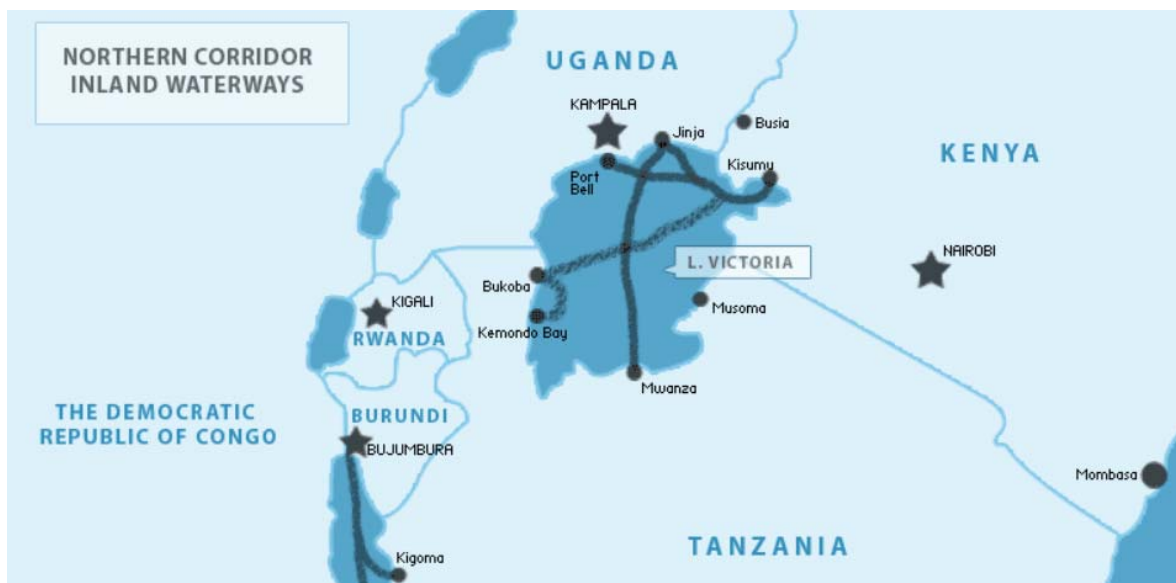 NORTHERN CORRIDOR
INLAND WATERWAYS
UGANDA
KAMPALA
Jinja
Busia
KENYA
Port
Bell
Kisumu
L. VICTORIA
NAIROBI
Bukoba
KIGALI
Musoma
Kemondo Bay
RWANDA
Mwanza
THE DEMOCRATIC
REPUBLIC OF CONGO
BURUNDI
BUJUMBURA
Mombasa
TANZANIA
Kigoma